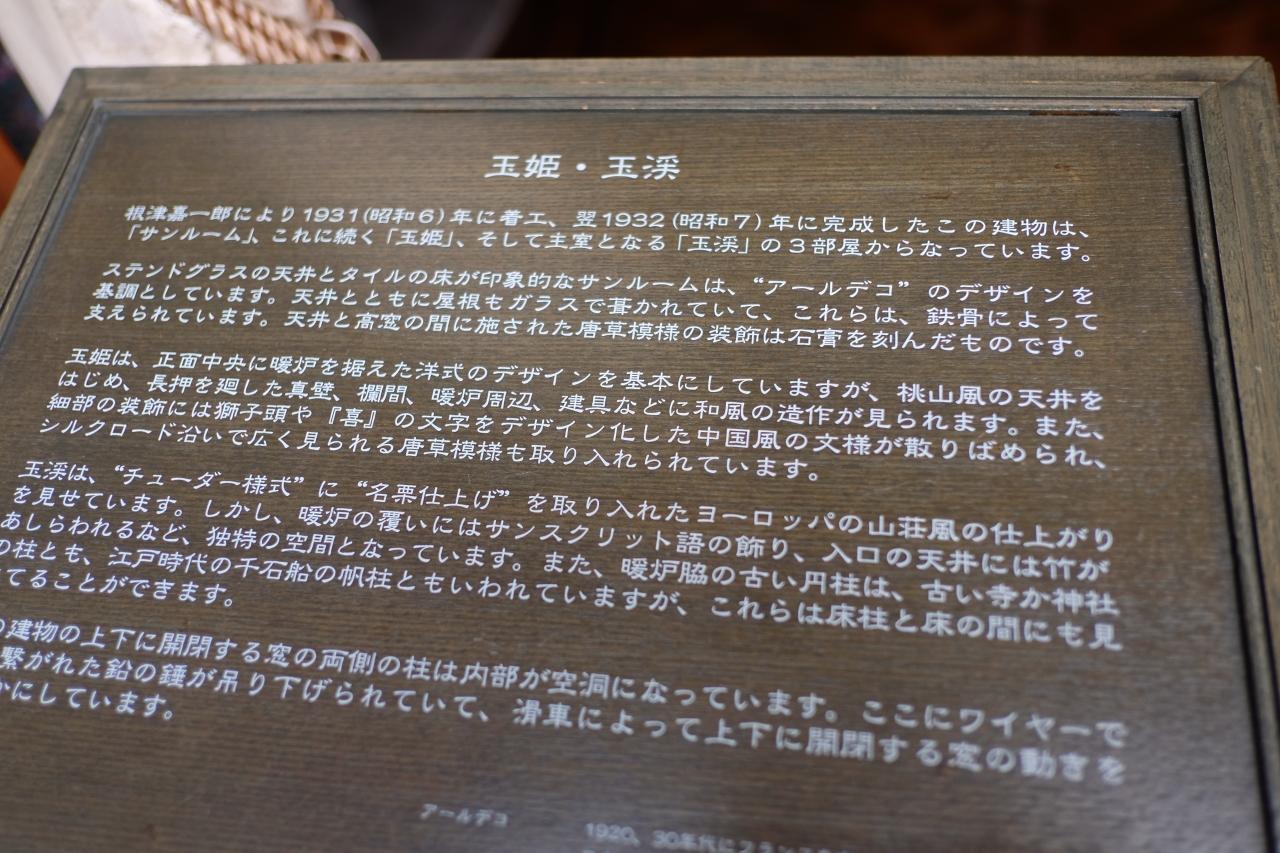 玉姫・玉渓
根津嘉一郎により1931(昭和6)年に着工、翌1932(昭和7)年に完成したこの建物は、
「サンルーム」、これに続く「玉姫」、そして主室となる「玉渓」の3部屋からなっています。
ステンドグラスの天井とタイルの床が印象的なサンルームは、“アールデコ”のデザインを
基調としています。天井とともに屋根もガラスで葺かれていて、これらは、鉄骨によって
支えられています。天井と高窓の間に施された唐草模様の装飾は石膏を刻んだものです。
玉姫は、正面中央に暖炉を据えた洋式のデザインを基本にしていますが、桃山風の天井を
はじめ、長押を廻した真壁、欄間、暖炉周辺、建具などに和風の造作が見られます。また、
細部の装飾には獅子頭や『喜』の文字をデザイン化した中国風の文様が散りばめられ、
シルクロード沿いで広く見られる唐草模様も取り入れられています。
玉渓は、“チューダー様式”に“名栗仕上げ”を取り入れたヨーロッパの山荘風の仕上がり
を見せています。しかし、暖炉の覆いにはサンスクリット語の飾り、入口の天井には竹が
あしらわれるなど、独特の空間となっています。また、暖炉脇の古い円柱は、古い寺か神社
の柱とも、江戸時代の千石船の帆柱ともいわれていますが、これらは床柱と床の間にも見
てることができます。
の建物の上下に開閉する窓の両側の柱は内部が空洞になっています。ここにワイヤーで
繋がれた鉛の錘が吊り下げられていて、滑車によって上下に開閉する窓の動きを
かにしています。
アールデコ 1920、30年代にフランス